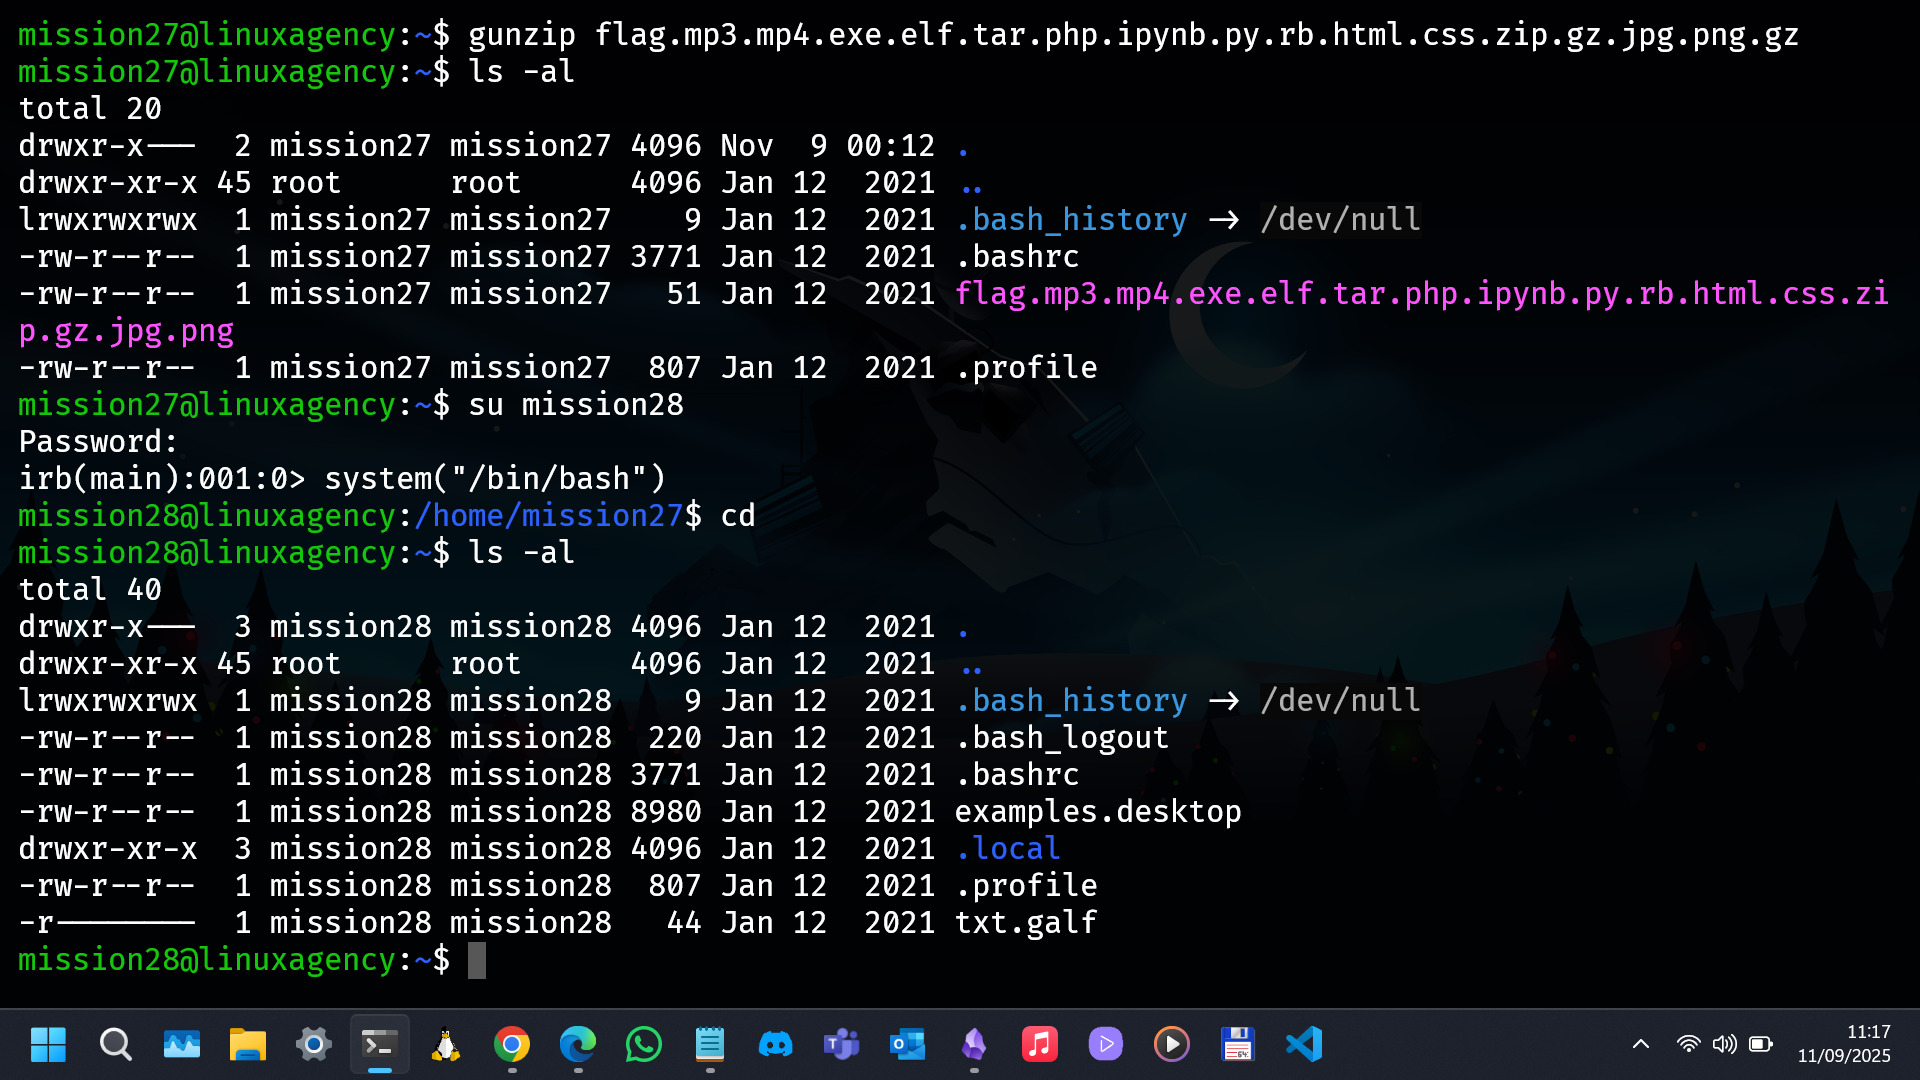 mission27@linuxagency:~$ gunzip flag.mp3.mp4.exe.elf.tar.php.ipynb.py.rb.html.css.zip.gz.jpg.png.gz
mission27@linuxagency:~$ ls -al
total 20
drwxr-x--- 2 mission27 mission27 4096 Nov 9 00:12 .
drwxr-xr-x 45 root root 4096 Jan 12 2021 ..
lrwxrwxrwx 1 mission27 mission27 9 Jan 12 2021 .bash_history -> /dev/null
-rw-r--r-- 1 mission27 mission27 3771 Jan 12 2021 .bashrc
-rw-r--r-- 1 mission27 mission27 51 Jan 12 2021 flag.mp3.mp4.exe.elf.tar.php.ipynb.py.rb.html.css.zi
p.gz.jpg.png
-rw-r--r-- 1 mission27 mission27 807 Jan 12 2021 .profile
mission27@linuxagency:~$ su mission28
Password:
irb(main):001:0> system("/bin/bash")
mission28@linuxagency:/home/mission27$ cd
mission28@linuxagency:~$ ls -al
total 40
drwxr-x--- 3 mission28 mission28 4096 Jan 12 2021 .
drwxr-xr-x 45 root root 4096 Jan 12 2021 ..
lrwxrwxrwx 1 mission28 mission28 9 Jan 12 2021 .bash_history -> /dev/null
-rw-r--r-- 1 mission28 mission28 220 Jan 12 2021 .bash_logout
-rw-r--r-- 1 mission28 mission28 3771 Jan 12 2021 .bashrc
-rw-r--r-- 1 mission28 mission28 8980 Jan 12 2021 examples.desktop
drwxr-xr-x 3 mission28 mission28 4096 Jan 12 2021 .local
-rw-r--r-- 1 mission28 mission28 807 Jan 12 2021 .profile
-r-------- 1 mission28 mission28 44 Jan 12 2021 txt.galf
mission28@linuxagency:~$
11:17
11/09/2025